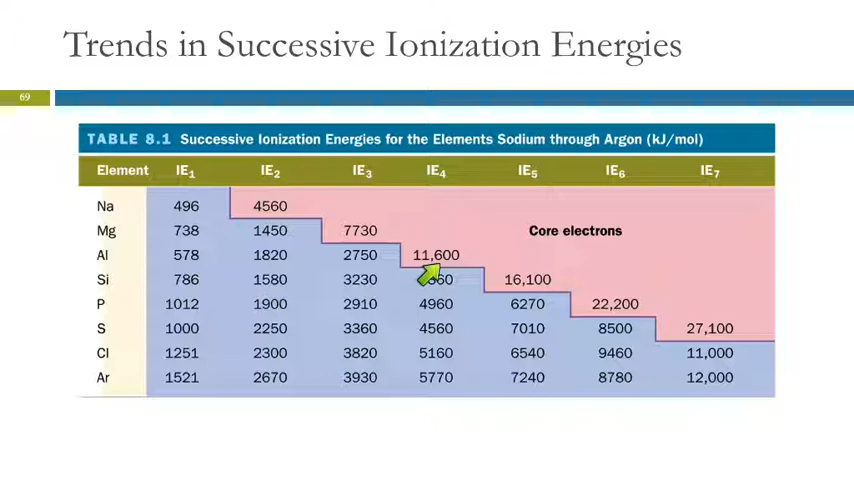 Trends in Successive Ionization Energies
69
TABLE 8.1 Successive Ionization Energies for the Elements Sodium through Argon (kJ/mol)
Element IE1 IE2 IE3 IE4 IE5 IE6 IE7
Na 496 4560
Mg 738 1450 7730 Core electrons
Al 578 1820 2750 11,600
Si 786 1580 3230 16,100
P 1012 1900 2910 4960 6270 22,200
S 1000 2250 3360 4560 7010 8500 27,100
Cl 1251 2300 3820 5160 6540 9460 11,000
Ar 1521 2670 3930 5770 7240 8780 12,000